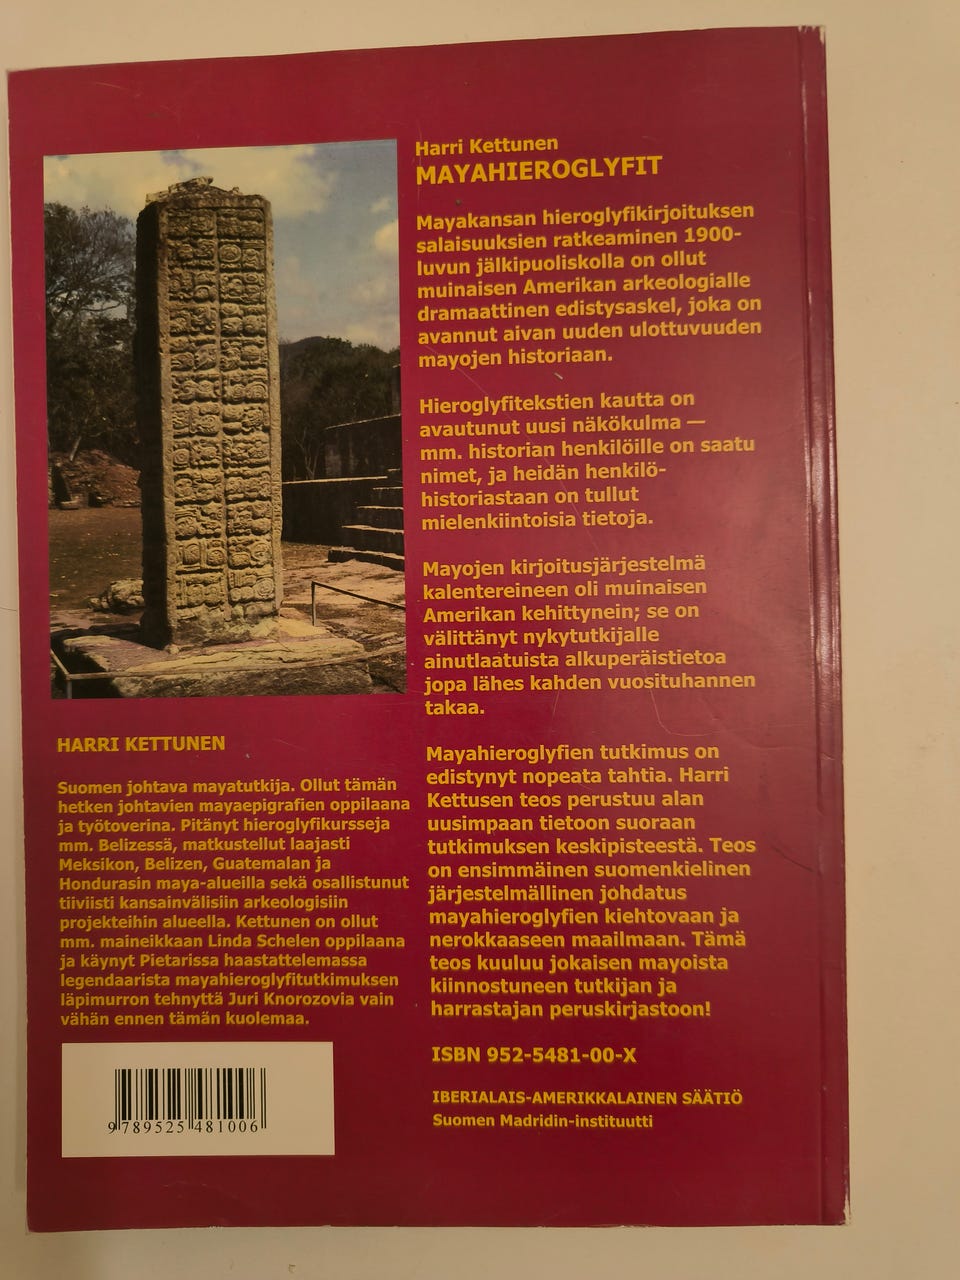 Harri Kettunen
MAYAHIEROGLYFIT
Mayakansan hieroglyfikirjoituksen
salaisuuksien ratkeaminen 1900-
luvun jälkipuoliskolla on ollut
muinaisen Amerikan arkeologialle
dramaattinen edistysaskel, joka on
avannut aivan uuden ulottuvuuden
mayojen historiaan.
Hieroglyfitekstien kautta on
avautunut uusi näkökulma —
mm. historian henkilöille on saatu
nimet, ja heidän henkilö-
historiastaan on tullut
mielenkiintoisia tietoja.
Mayojen kirjoitusjärjestelmä
kalentereineen oli muinaisen
Amerikan kehittynein; se on
välittänyt nykytutkijalle
ainutlaatuista alkuperäistietoa
jopa lähes kahden vuosituhannen
takaa.
Mayahieroglyfien tutkimus on
edistynyt nopeata tahtia. Harri
Kettusen teos perustuu alan
uusimpaan tietoon suoraan
tutkimuksen keskipisteestä. Teos
on ensimmäinen suomenkielinen
järjestelmällinen johdatus
mayahieroglyfien kiehtovaan ja
nerokkaaseen maailmaan. Tämä
teos kuuluu jokaisen mayoista
kiinnostuneen tutkijan ja
harrastajan peruskirjastoon!
ISBN 952-5481-00-X
IBERIALAIS-AMERIKKALAINEN SÄÄTIÖ
Suomen Madridin-instituutti
HARRI KETTUNEN
Suomen johtava mayatutkija. Ollut tämän
hetken johtavien mayaepigrafien oppilaana
ja työtoverina. Pitänyt hieroglyfikursseja
mm. Belizessä, matkustellut laajasti
Meksikon, Belizen, Guatemalan ja
Hondurasin maya-alueilla sekä osallistunut
tiiviisti kansainvälisiin arkeologisiin
projekteihin alueella. Kettunen on ollut
mm. maineikkaan Linda Schelen oppilaana
ja käynyt Pietarissa haastattelemassa
legendaarista mayahieroglyfitutkimuksen
läpimurron tehnyttä Juri Knorozovia vain
vähän ennen tämän kuolemaa.
9 789525 481006